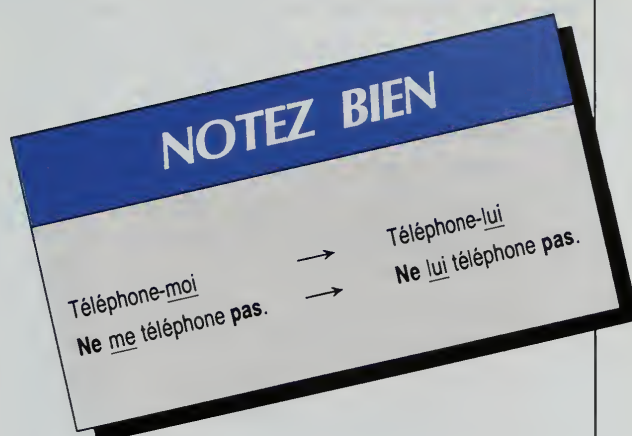 NOTEZ BIEN
Téléphone-moi → Téléphone-lui
Ne me téléphone pas. → Ne lui téléphone pas.